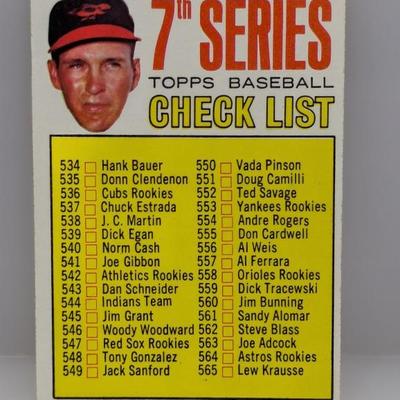 7th SERIES
TOPPS BASEBALL
CHECK LIST
534 Hank Bauer
535 Donn Clendenon
536 Cubs Rookies
537 Chuck Estrada
538 J. C. Martin
539 Dick Egan
540 Norm Cash
541 Joe Gibbon
542 Athletics Rookies
543 Dan Schneider
544 Indians Team
545 Jim Grant
546 Woody Woodward
547 Red Sox Rookies
548 Tony Gonzalez
549 Jack Sanford
550 Vada Pinson
551 Doug Camilli
552 Ted Savage
553 Yankees Rookies
554 Andre Rogers
555 Don Cardwell
556 Al Weis
557 Al Ferrara
558 Orioles Rookies
559 Dick Tracewski
560 Jim Bunning
561 Sandy Alomar
562 Steve Blass
563 Joe Adcock
564 Astros Rookies
565 Lew Krausse